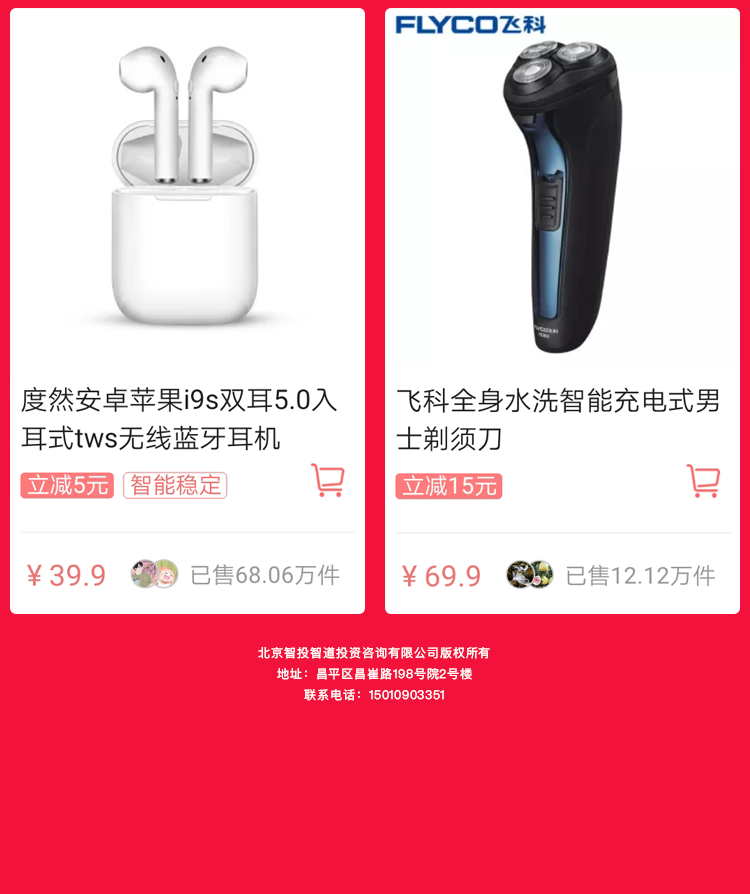 度然安卓苹果i9s双耳5.0入
耳式tws无线蓝牙耳机
立减5元 智能稳定
¥39.9 已售68.06万件
FLYCO飞科
飞科全身水洗智能充电式男
士剃须刀
立减15元
¥69.9 已售12.12万件
北京智投智道投资咨询有限公司版权所有
地址：昌平区昌崔路198号院2号楼
联系电话：15010903351